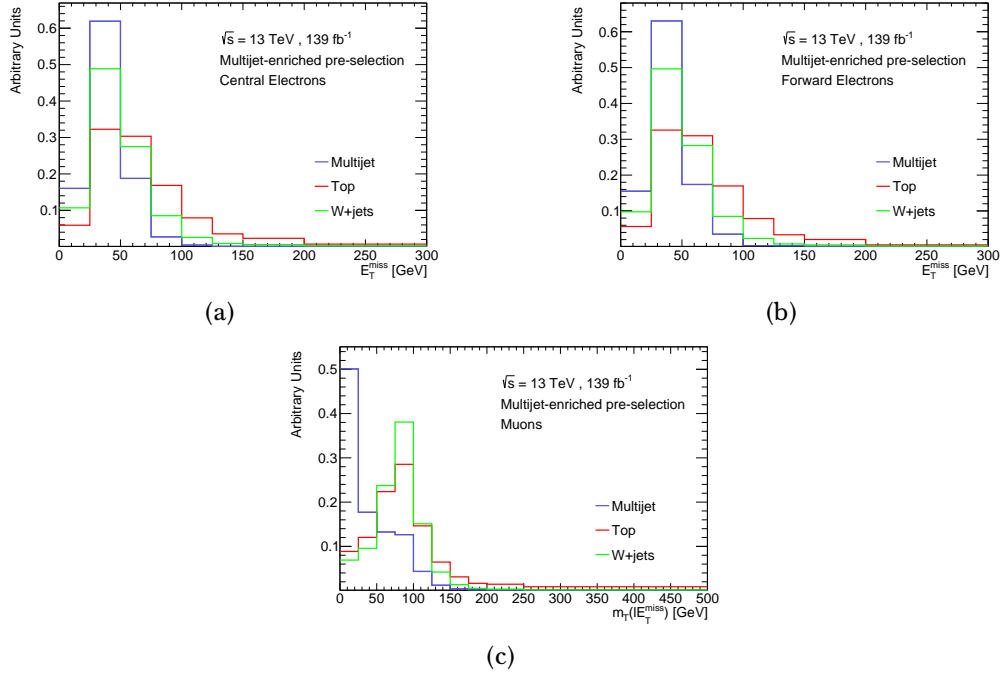 Arbitrary Units
0.6
0.5
0.4
0.3
0.2
0.1
√s = 13 TeV , 139 fb⁻¹
Multijet-enriched pre-selection
Central Electrons
Multijet
Top
W+jets
0 50 100 150 200 250 300
E_T^miss [GeV]
(a)
Arbitrary Units
0.6
0.5
0.4
0.3
0.2
0.1
√s = 13 TeV , 139 fb⁻¹
Multijet-enriched pre-selection
Forward Electrons
Multijet
Top
W+jets
0 50 100 150 200 250 300
E_T^miss [GeV]
(b)
Arbitrary Units
0.5
0.4
0.3
0.2
0.1
√s = 13 TeV , 139 fb⁻¹
Multijet-enriched pre-selection
Muons
Multijet
Top
W+jets
0 50 100 150 200 250 300 350 400 450 500
m_T(lE_T^miss) [GeV]
(c)